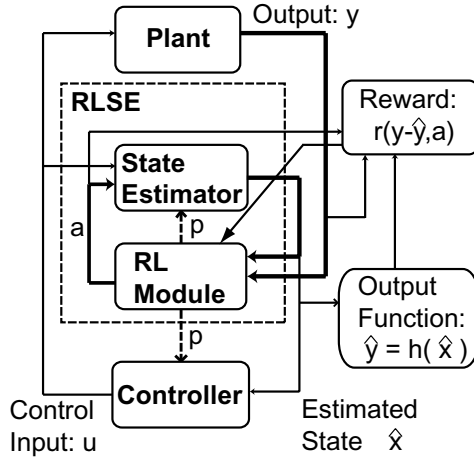 Output: y
Plant
RLSE
Reward:
r(y-ŷ,a)
State
Estimator
a
p
RL
Module
Output
Function:
ŷ = h( x̂ )
p
Controller
Control
Input: u
Estimated
State x̂